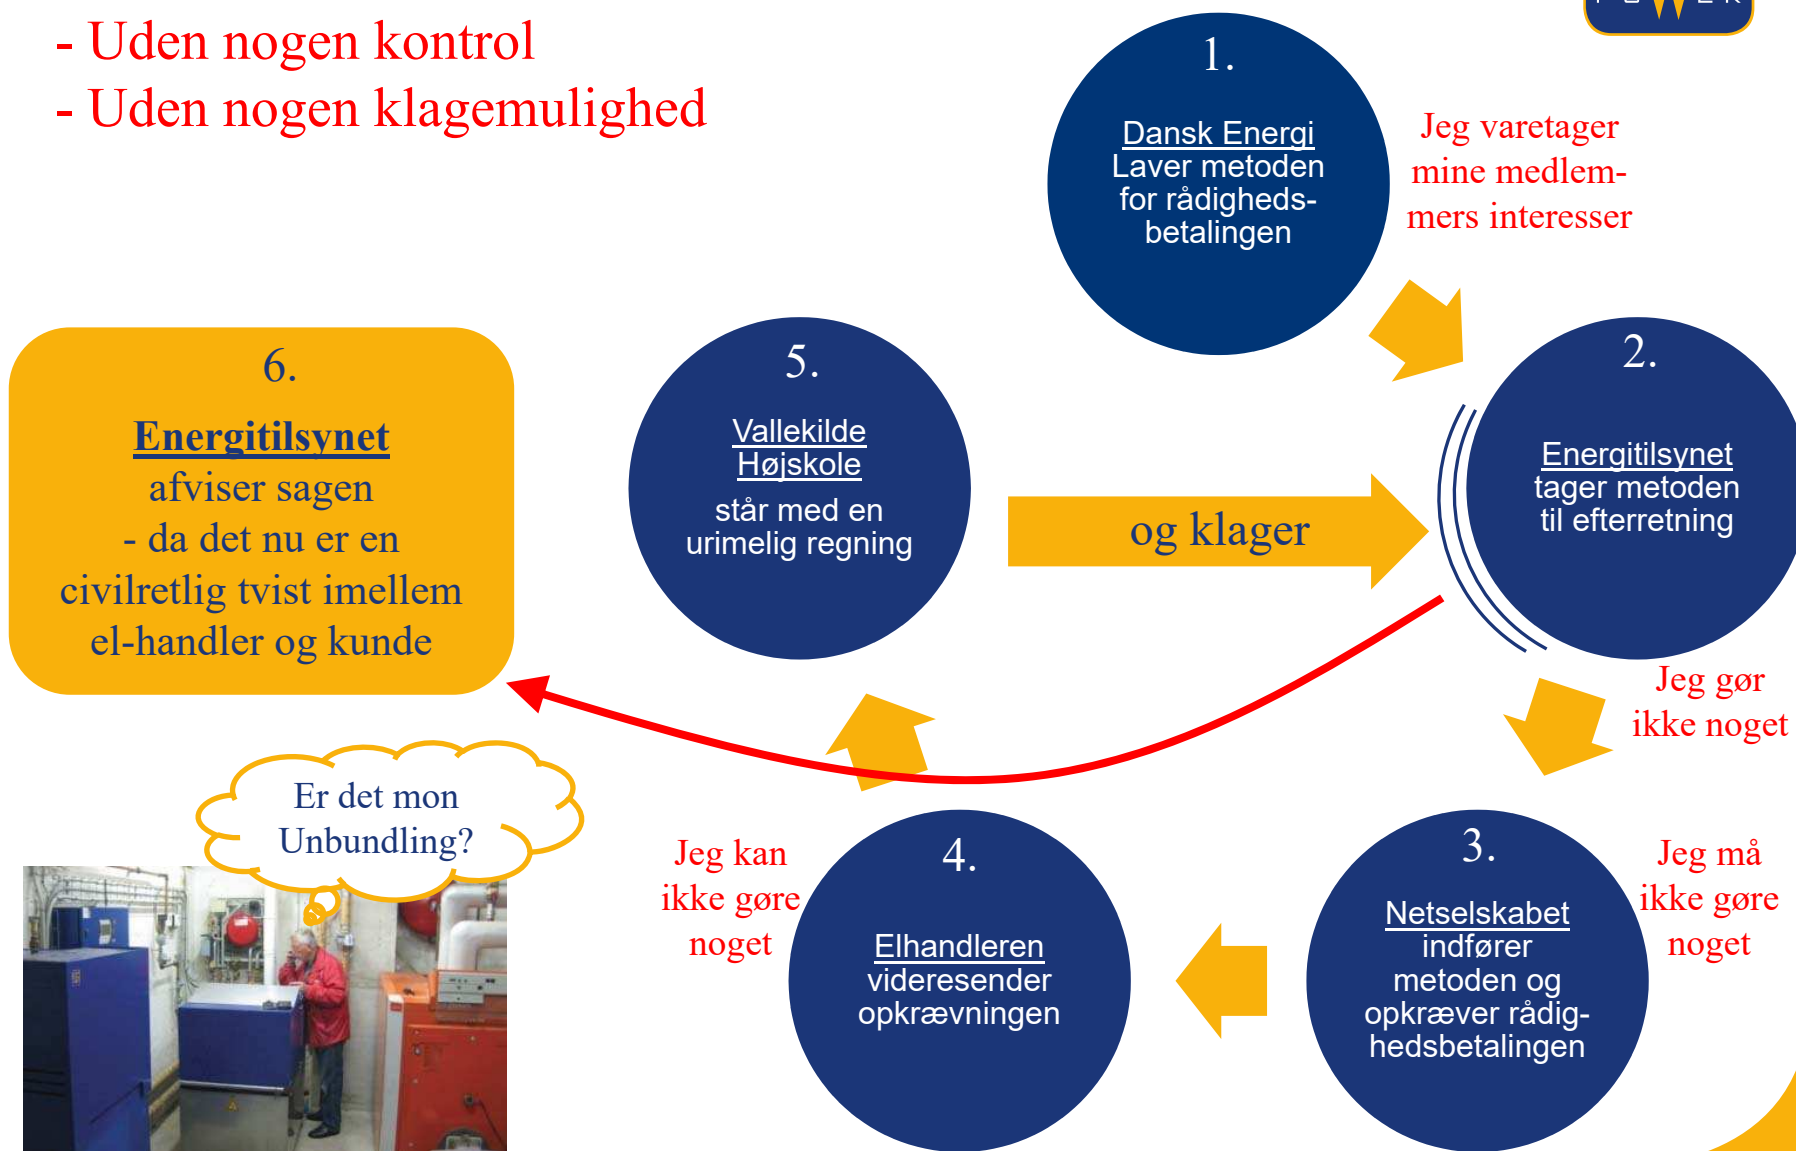 - Uden nogen kontrol
- Uden nogen klagemulighed
1.
Dansk Energi
Laver metoden
for rådigheds-
betalingen
Jeg varetager
mine medlem-
mers interesser
2.
Energitilsynet
tager metoden
til efterretning
Jeg gør
ikke noget
3.
Netselskabet
indfører
metoden og
opkræver rådig-
hedsbetalingen
Jeg må
ikke gøre
noget
4.
Elhandleren
videresender
opkrævningen
Jeg kan
ikke gøre
noget
5.
Vallekilde
Højskole
står med en
urimelig regning
og klager
6.
Energitilsynet
afviser sagen
- da det nu er en
civilretlig tvist imellem
el-handler og kunde
Er det mon
Unbundling?